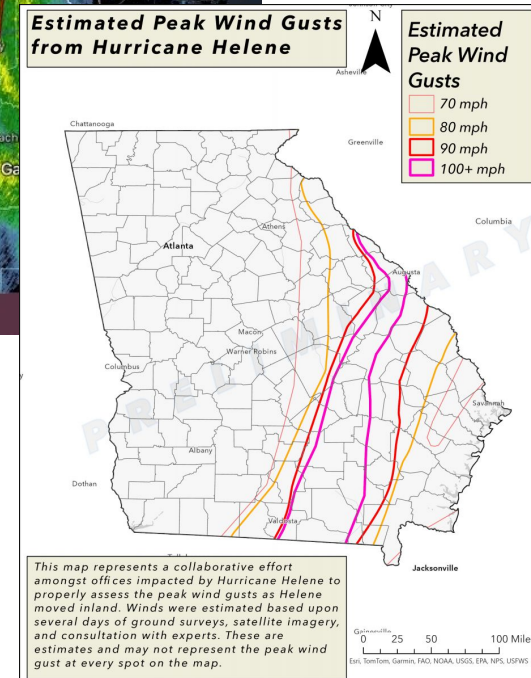 Estimated Peak Wind Gusts
from Hurricane Helene
N
Estimated
Peak Wind
Gusts
70 mph
80 mph
90 mph
100+ mph
Asheville
Chattanooga
Greenville
Columbia
Athens
Atlanta
Augusta
Macon
Warner Robins
Columbus
Savannah
Albany
Dothan
Valdosta
Jacksonville
PRELIMINARY
Ga
This map represents a collaborative effort
amongst offices impacted by Hurricane Helene to
properly assess the peak wind gusts as Helene
moved inland. Winds were estimated based upon
several days of ground surveys, satellite imagery,
and consultation with experts. These are
estimates and may not represent the peak wind
gust at every spot on the map.
0 25 50 100 Mile
Esri, TomTom, Garmin, FAO, NOAA, USGS, EPA, NPS, USFWS